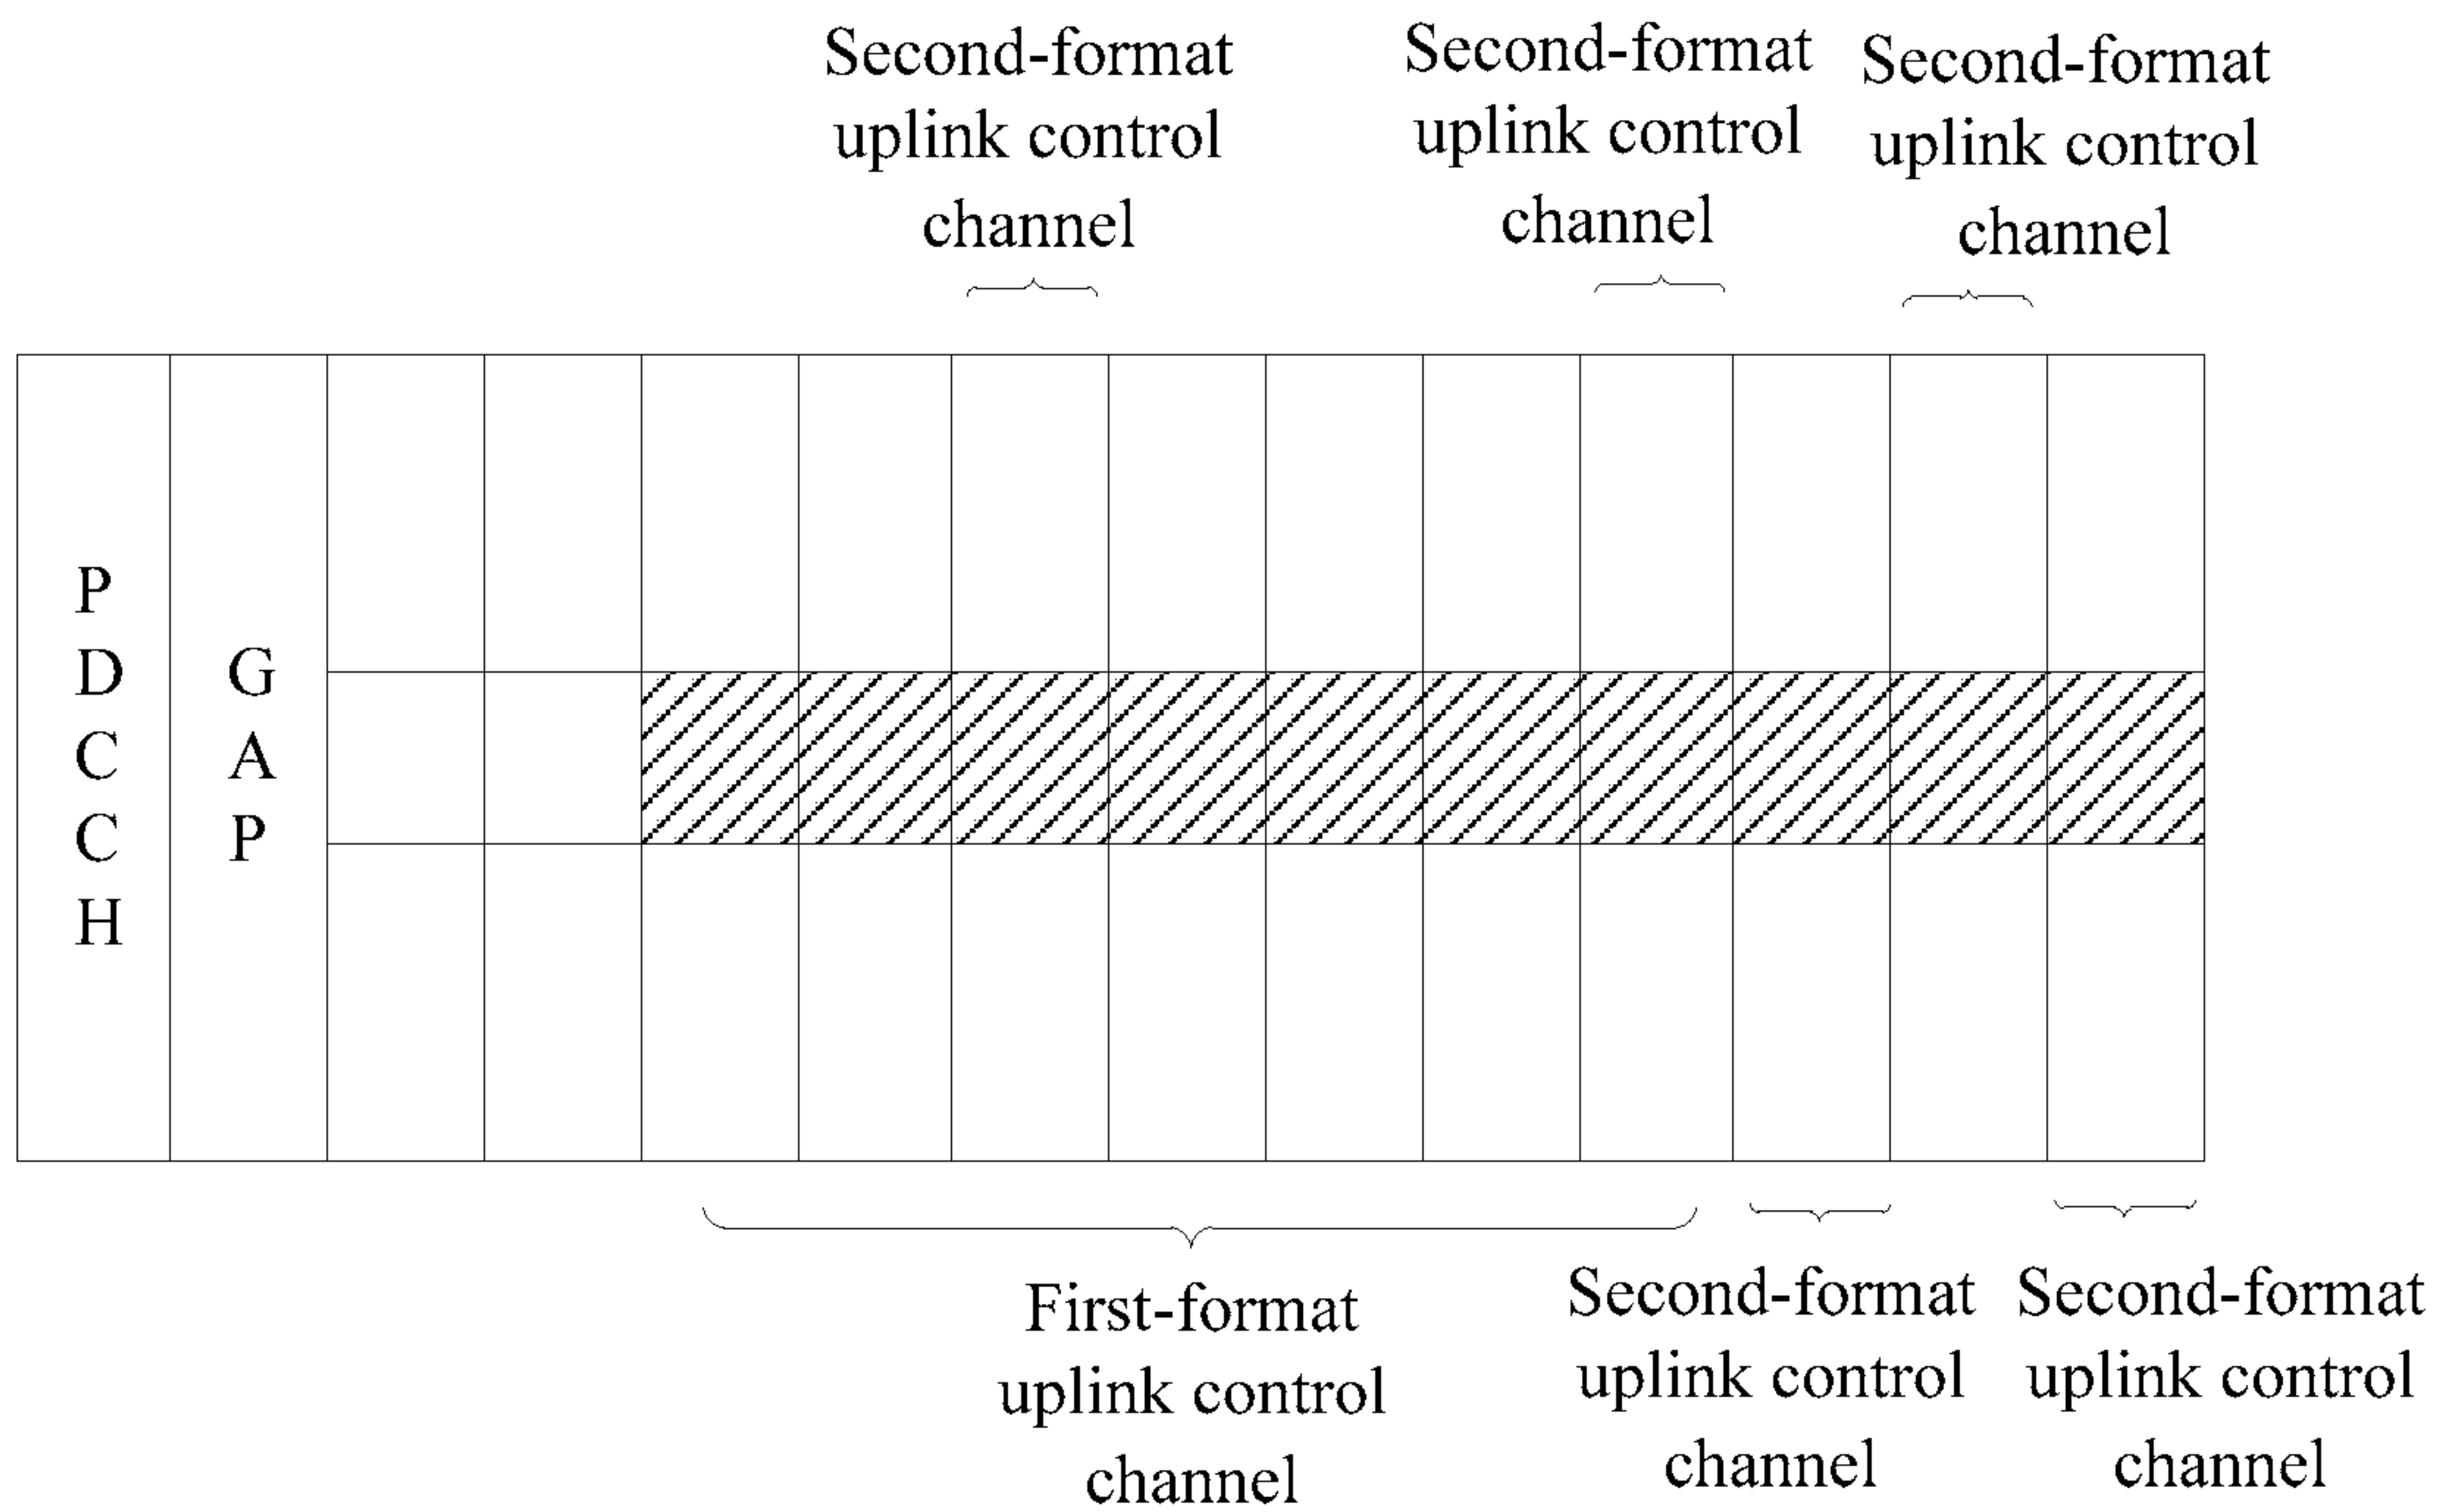 Second-format
uplink control
channel
Second-format
uplink control
channel
Second-format
uplink control
channel
P
D
C
C
H
G
A
P
First-format
uplink control
channel
Second-format
uplink control
channel
Second-format
uplink control
channel